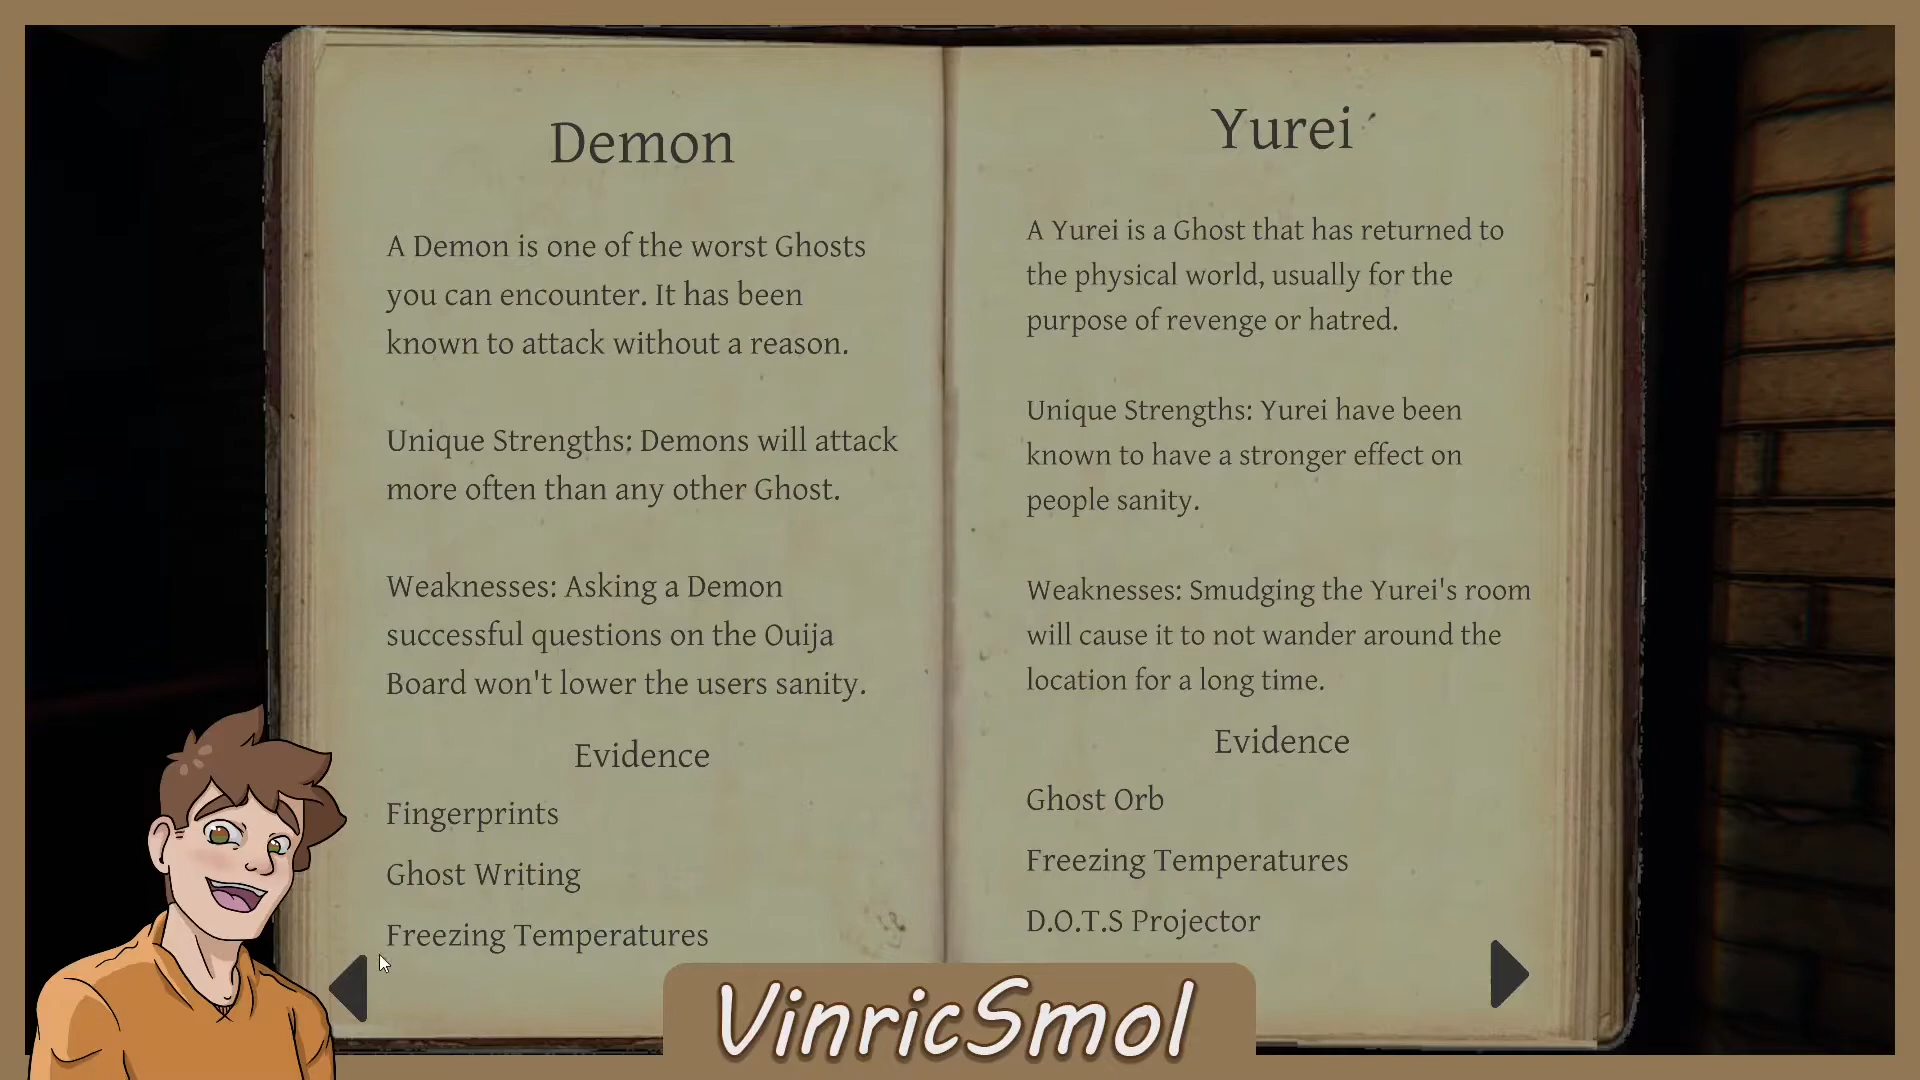 Demon
A Demon is one of the worst Ghosts
you can encounter. It has been
known to attack without a reason.
Unique Strengths: Demons will attack
more often than any other Ghost.
Weaknesses: Asking a Demon
successful questions on the Ouija
Board won't lower the users sanity.
Evidence
Fingerprints
Ghost Writing
Freezing Temperatures
Yurei
A Yurei is a Ghost that has returned to
the physical world, usually for the
purpose of revenge or hatred.
Unique Strengths: Yurei have been
known to have a stronger effect on
people sanity.
Weaknesses: Smudging the Yurei's room
will cause it to not wander around the
location for a long time.
Evidence
Ghost Orb
Freezing Temperatures
D.O.T.S Projector
VinricSmol